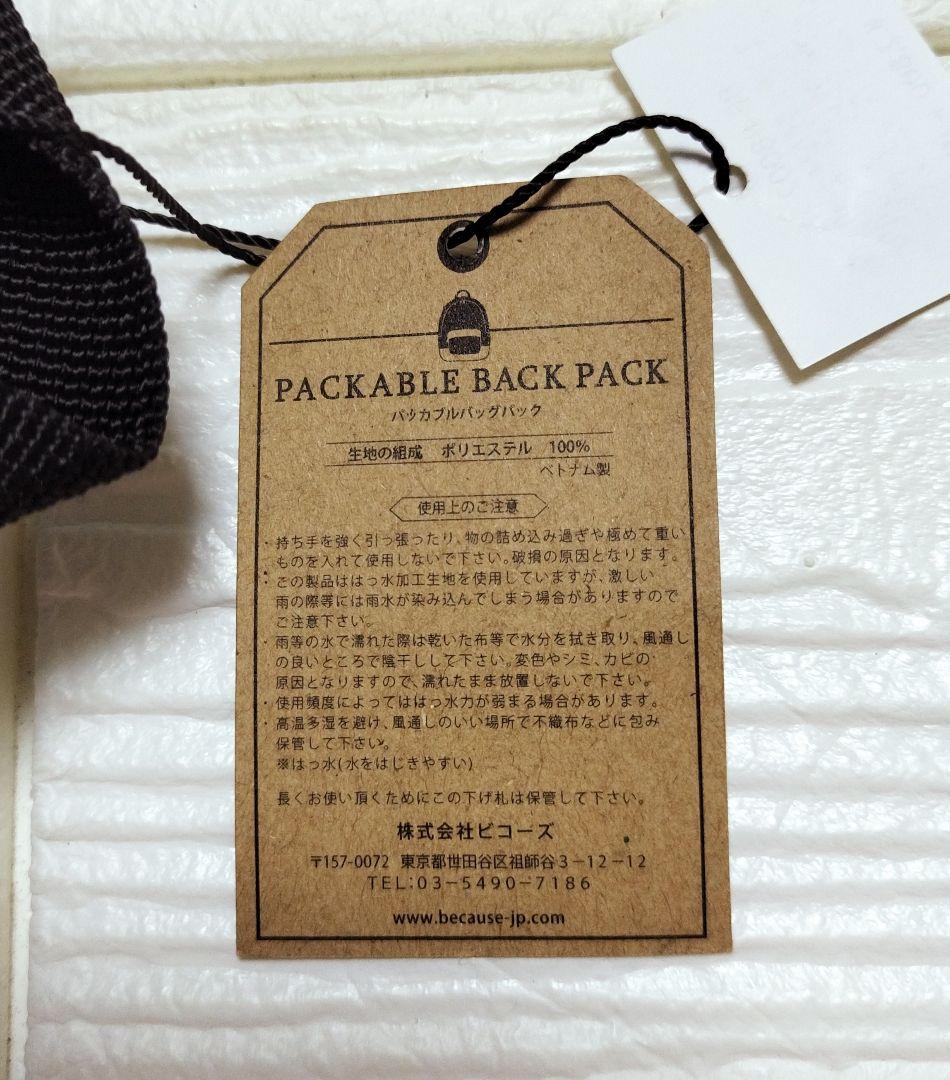 PACKABLE BACK PACK
パッカブルバッグパック
生地の組成 ポリエステル 100%
ベトナム製
使用上のご注意
・持ち手を強く引っ張ったり、物の詰め込み過ぎや極めて重い
ものを入れて使用しないで下さい。破損の原因となります。
・この製品ははっ水加工生地を使用していますが、激しい
雨の際等には雨水が染み込んでしまう場合がありますので
ご注意下さい。
・雨等の水で濡れた際は乾いた布等で水分を拭き取り、風通し
の良いところで陰干しして下さい。変色やシミ、カビの
原因となりますので、濡れたまま放置しないで下さい。
・使用頻度によってははっ水力が弱まる場合があります。
・高温多湿を避け、風通しのいい場所で不織布などに包み
保管して下さい。
※はっ水(水をはじきやすい)
長くお使い頂くためにこの下げ札は保管して下さい。
株式会社ビコーズ
〒157-0072 東京都世田谷区祖師谷3-12-12
TEL:03-5490-7186
www.because-jp.com